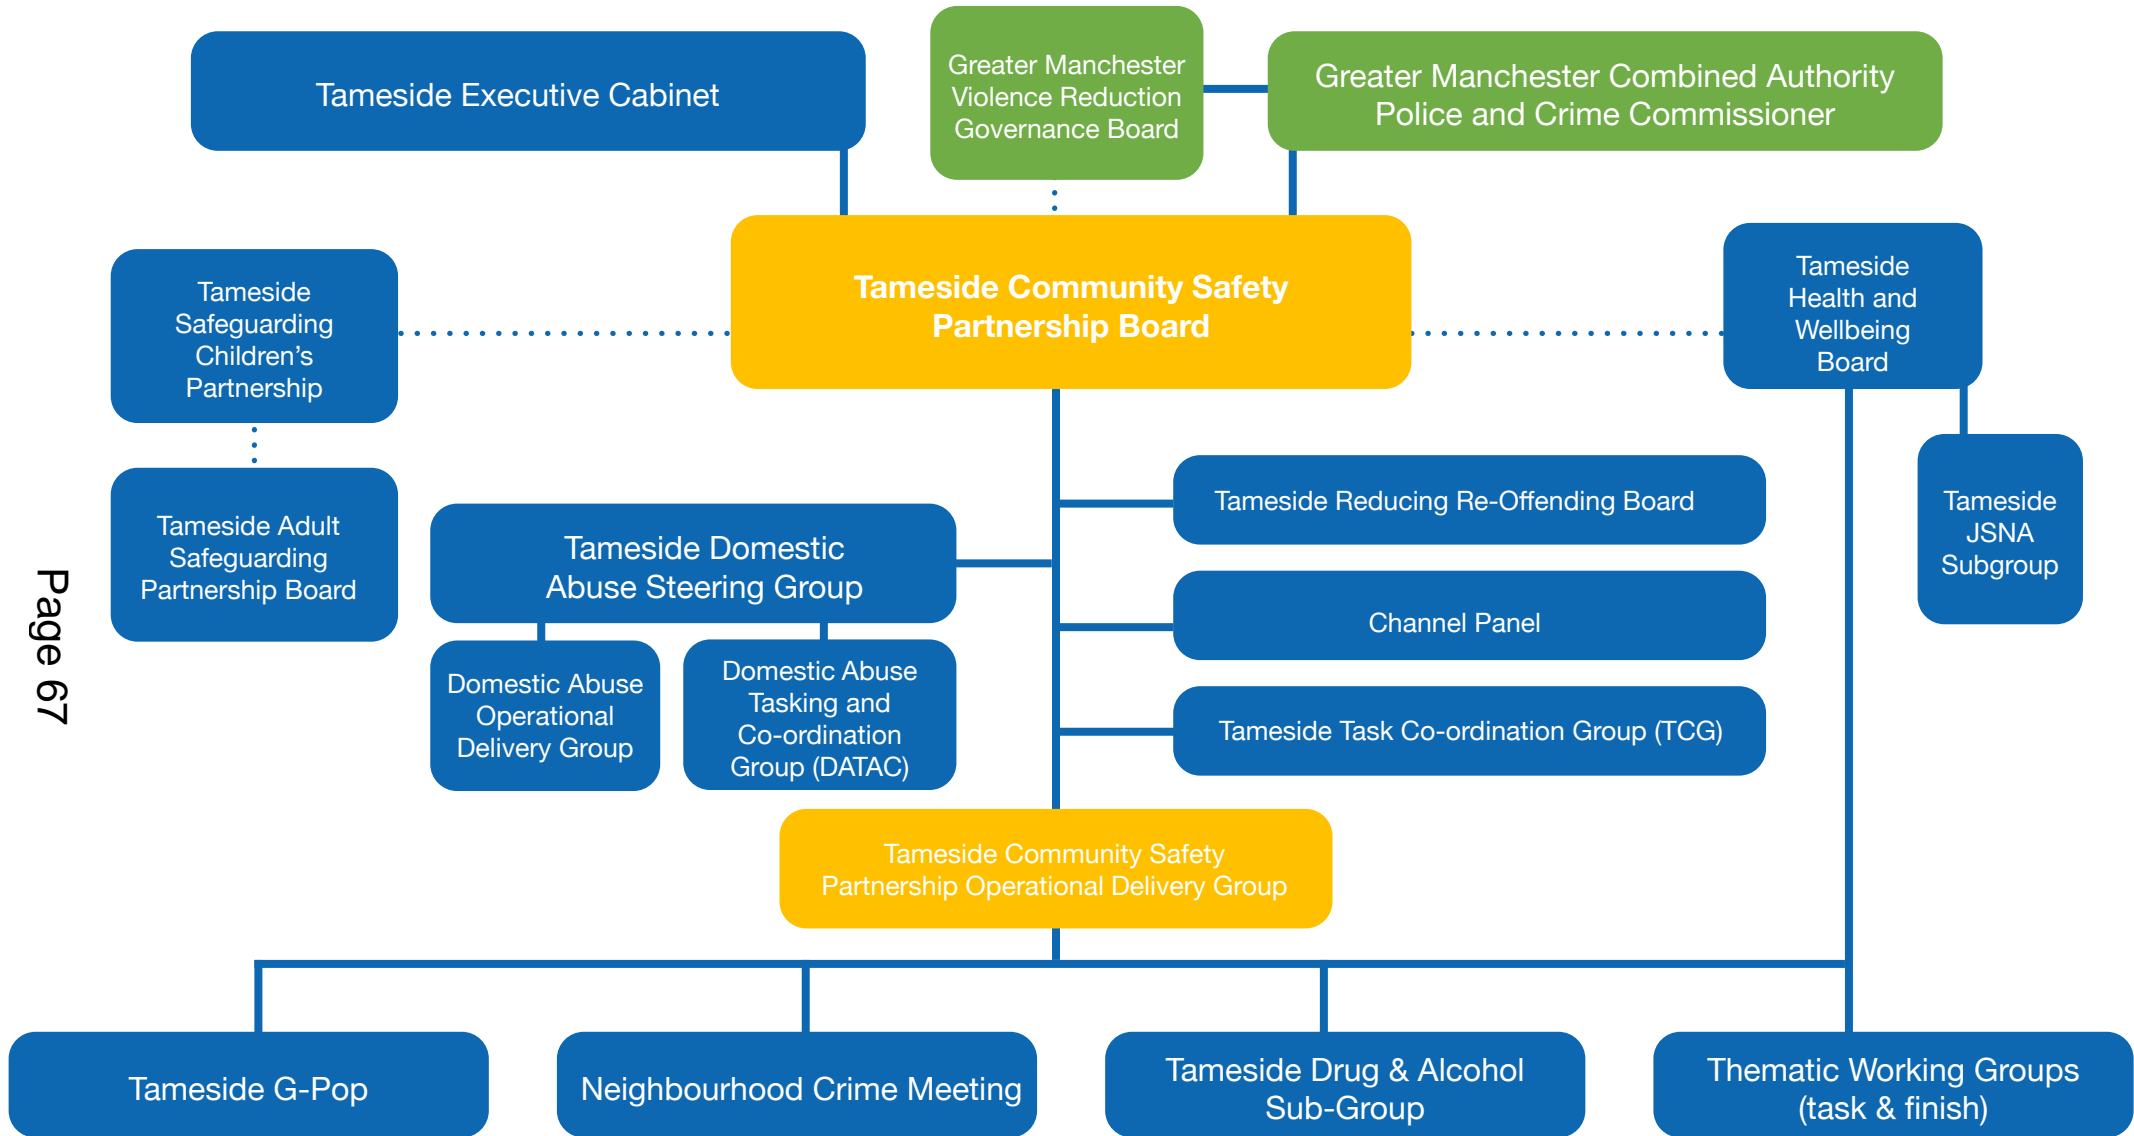 Tameside Executive Cabinet
Greater Manchester
Violence Reduction
Governance Board
Greater Manchester Combined Authority
Police and Crime Commissioner
Tameside Community Safety
Partnership Board
Tameside
Safeguarding
Children’s
Partnership
Tameside
Health and
Wellbeing
Board
Tameside Adult
Safeguarding
Partnership Board
Tameside Domestic
Abuse Steering Group
Domestic Abuse
Operational
Delivery Group
Domestic Abuse
Tasking and
Co-ordination
Group (DATAC)
Tameside Reducing Re-Offending Board
Channel Panel
Tameside Task Co-ordination Group (TCG)
Tameside
JSNA
Subgroup
Tameside Community Safety
Partnership Operational Delivery Group
Tameside G-Pop
Neighbourhood Crime Meeting
Tameside Drug & Alcohol
Sub-Group
Thematic Working Groups
(task & finish)
Page 67